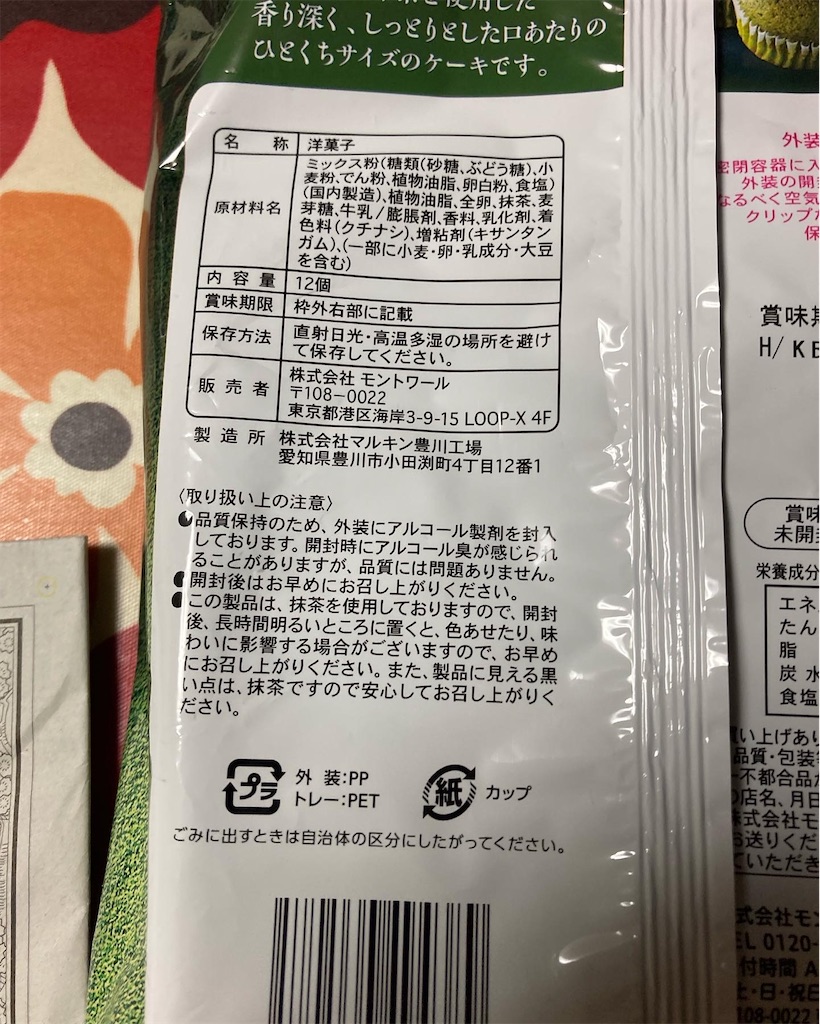 を使用した
香り深く、しっとりとした口あたりの
ひとくちサイズのケーキです。
名 称 洋菓子
原材料名 ミックス粉(糖類(砂糖、ぶどう糖)、小
麦粉、でん粉、植物油脂、卵白粉、食塩)
(国内製造)、植物油脂、全卵、抹茶、麦
芽糖、牛乳/膨脹剤、香料、乳化剤、着
色料(クチナシ)、増粘剤(キサンタン
ガム)、(一部に小麦・卵・乳成分・大豆
を含む)
内 容 量 12個
賞味期限 枠外右部に記載
保存方法 直射日光・高温多湿の場所を避け
て保存してください。
販 売 者 株式会社 モントワール
〒108-0022
東京都港区海岸3-9-15 LOOP-X 4F
製 造 所 株式会社マルキン豊川工場
愛知県豊川市小田渕町4丁目12番1
〈取り扱い上の注意〉
●品質保持のため、外装にアルコール製剤を封入
しております。開封時にアルコール臭が感じられ
ることがありますが、品質には問題ありません。
●開封後はお早めにお召し上がりください。
●この製品は、抹茶を使用しておりますので、開封
後、長時間明るいところに置くと、色あせたり、味
わいに影響する場合がございますので、お早め
にお召し上がりください。また、製品に見える黒
い点は、抹茶ですので安心してお召し上がりく
ださい。
プラ 外 装:PP
トレー:PET
紙 カップ
ごみに出すときは自治体の区分にしたがってください。
外装
密閉容器に入
外装の開
なるべく空気
クリップ
保
賞味期
H/KE
賞味
未開封
栄養成分
エネ
たん
脂
炭 水
食塩
買い上げあり
品質・包装
不都合品が
店名、月日
株式会社モ
お送りくだ
ていただき
式会社モン
EL 0120-
付時間 A
土・日・祝日
108-0022